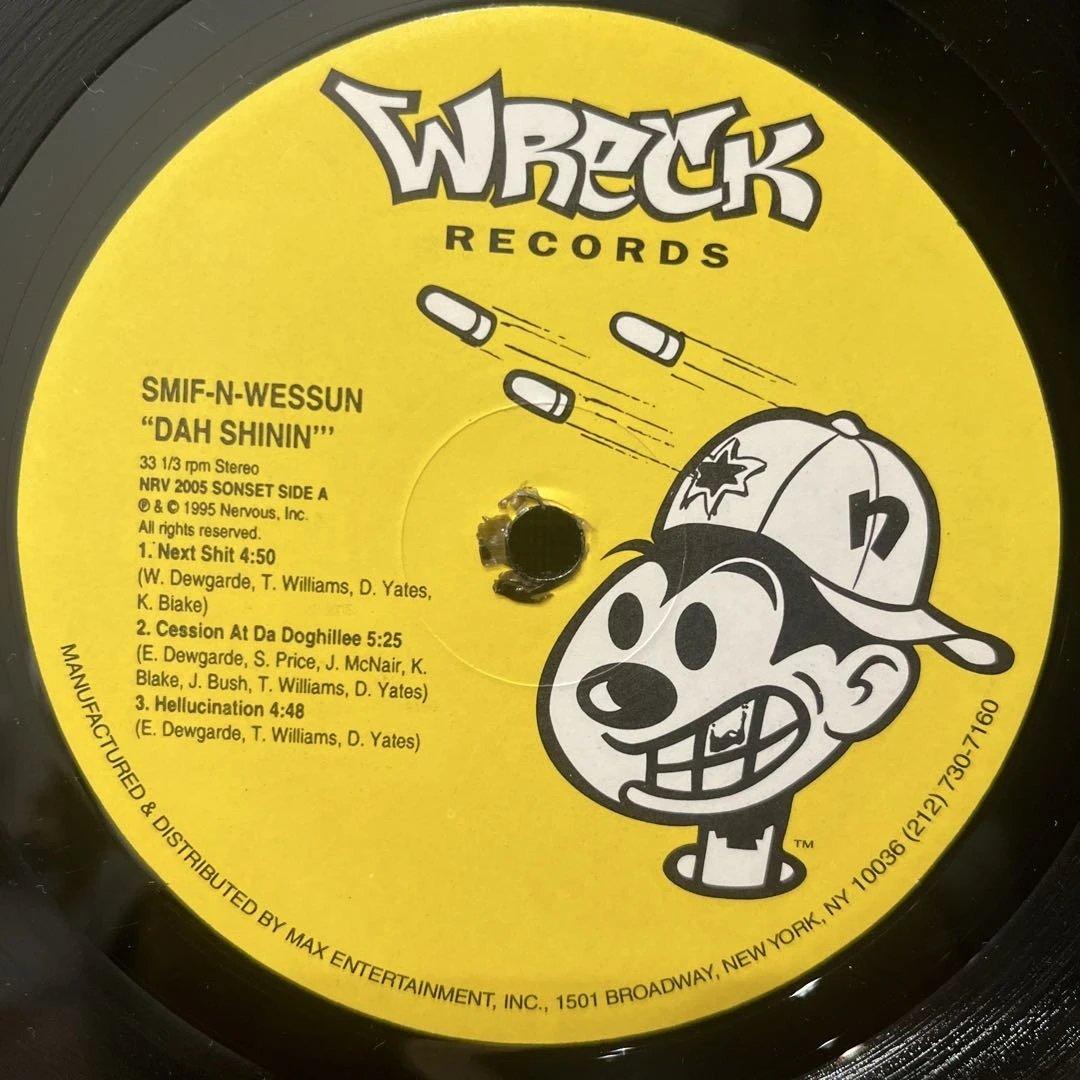 WRECK
RECORDS
SMIF-N-WESSUN
“DAH SHININ”’
33 1/3 rpm Stereo
NRV 2005 SONSET SIDE A
℗ & © 1995 Nervous, Inc.
All rights reserved.
1. Next Shit 4:50
(W. Dewgarde, T. Williams, D. Yates,
K. Blake)
2. Cession At Da Doghillee 5:25
(E. Dewgarde, S. Price, J. McNair, K.
Blake, J. Bush, T. Williams, D. Yates)
3. Hellucination 4:48
(E. Dewgarde, T. Williams, D. Yates)
n
TM
MANUFACTURED & DISTRIBUTED BY MAX ENTERTAINMENT, INC., 1501 BROADWAY, NEW YORK, NY 10036 (212) 730-7160